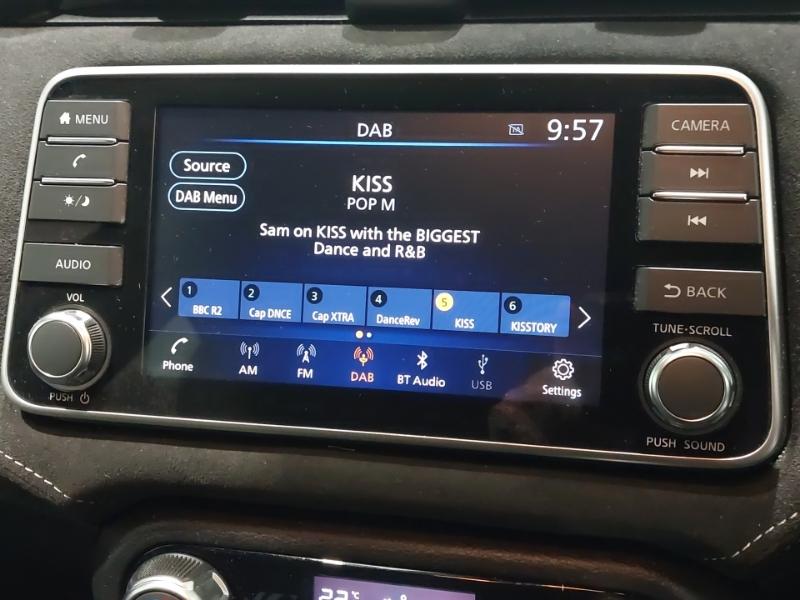 MENU
AUDIO
VOL
PUSH
DAB
TA
9:57
Source
DAB Menu
KISS
POP M
Sam on KISS with the BIGGEST
Dance and R&B
1 BBC R2
2 Cap DNCE
3 Cap XTRA
4 DanceRev
5 KISS
6 KISSTORY
Phone
AM
FM
DAB
BT Audio
USB
Settings
CAMERA
BACK
TUNE·SCROLL
PUSH SOUND
°C